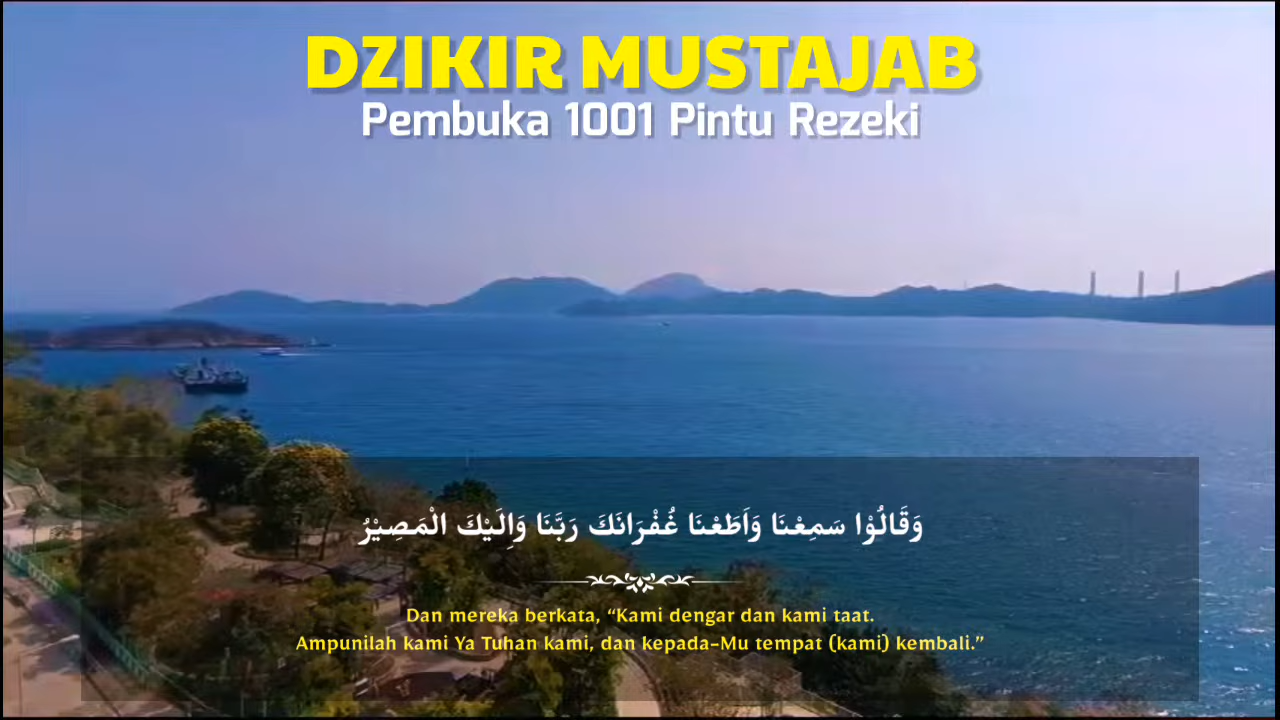 DZIKIR MUSTAJAB
Pembuka 1001 Pintu Rezeki
وَقَالُوْا سَمِعْنَا وَاَطَعْنَا غُفْرَانَكَ رَبَّنَا وَاِلَيْكَ الْمَصِيْرُ
Dan mereka berkata, “Kami dengar dan kami taat.
Ampunilah kami Ya Tuhan kami, dan kepada-Mu tempat (kami) kembali.”